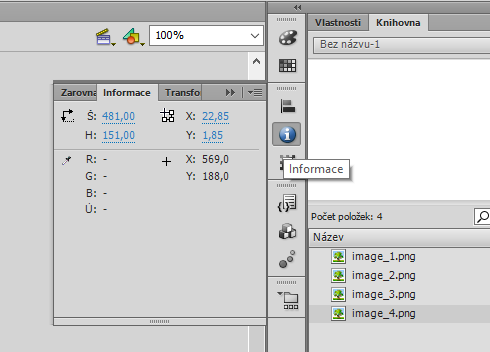 Vlastnosti Knihovna
100%
Bez názvu-1
Zarovna Informace Transfo
Š: 481,00 X: 22,85
H: 151,00 Y: 1,85
R: - X: 569,0
G: - Y: 188,0
B: -
Ú: -
Informace
Počet položek: 4
Název
image_1.png
image_2.png
image_3.png
image_4.png